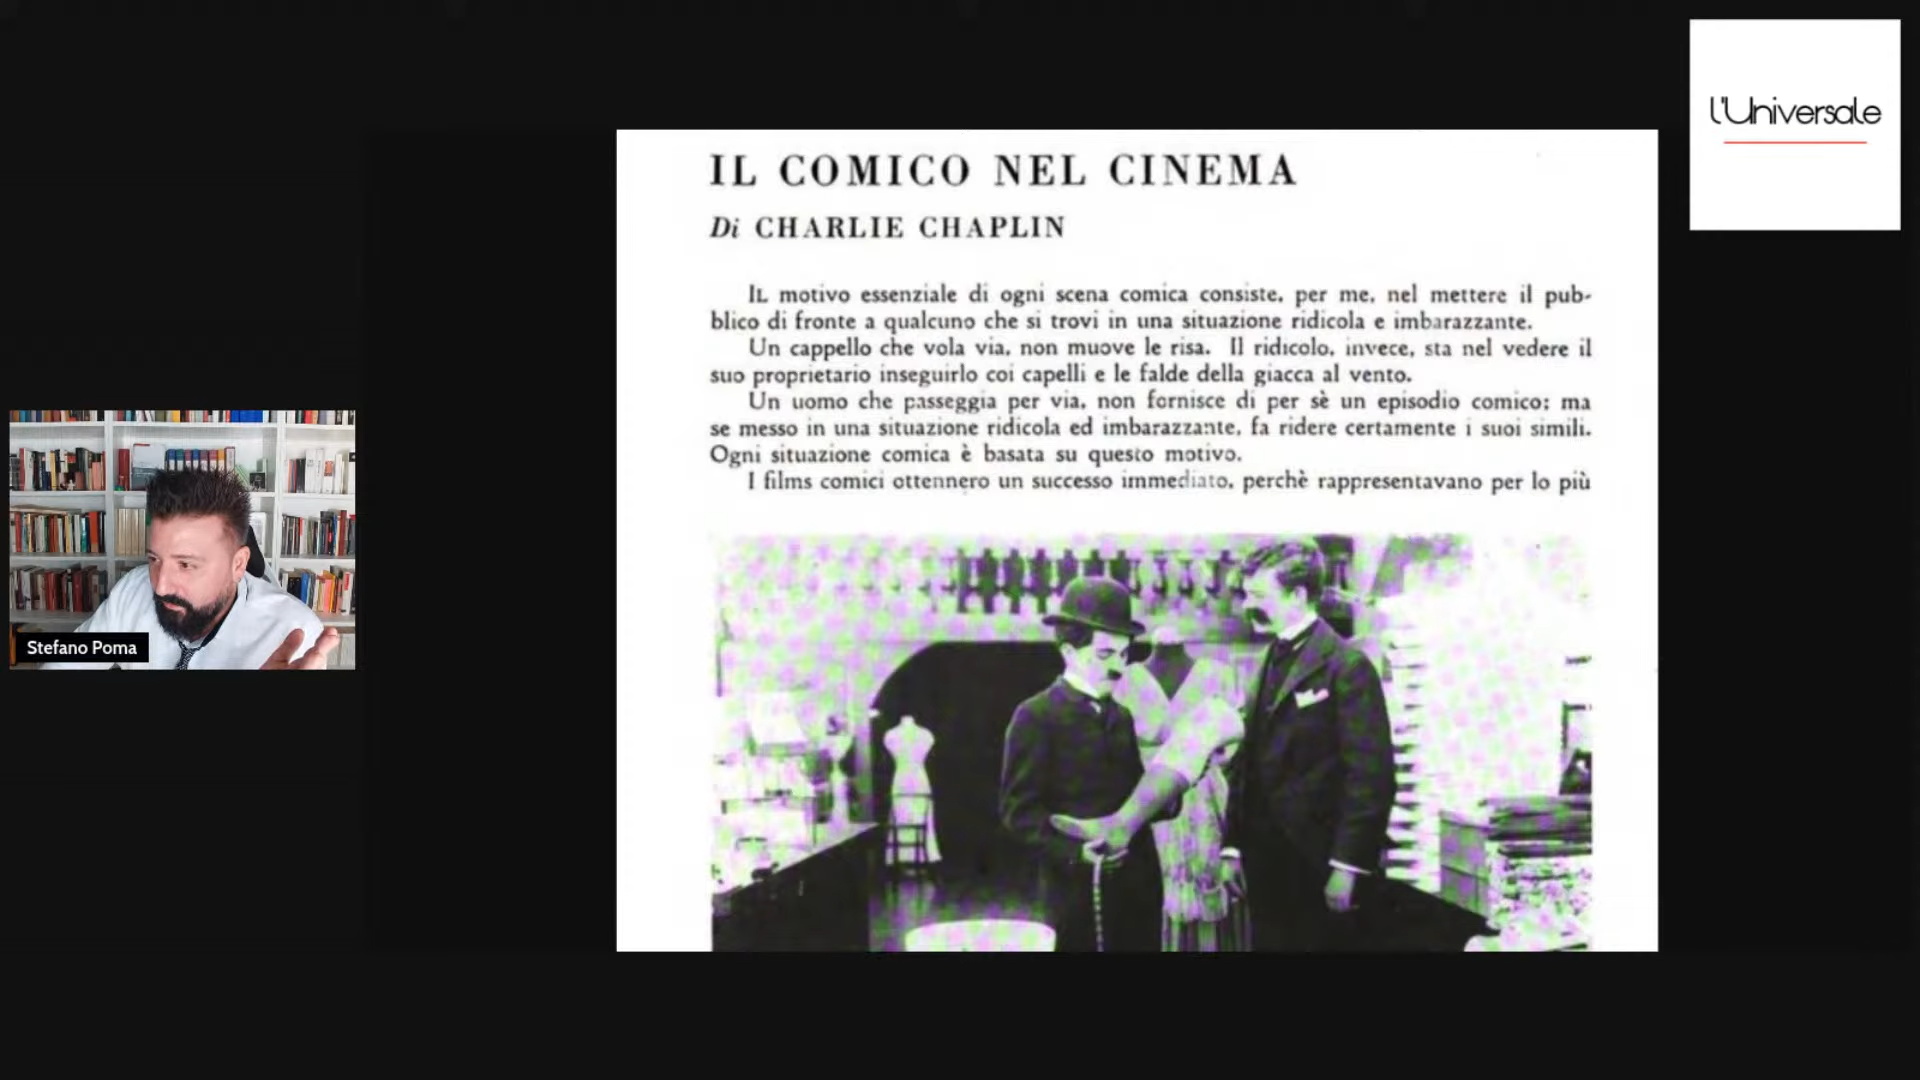 l'Universale
IL COMICO NEL CINEMA
Di CHARLIE CHAPLIN
IL motivo essenziale di ogni scena comica consiste, per me, nel mettere il pub-
blico di fronte a qualcuno che si trovi in una situazione ridicola e imbarazzante.
Un cappello che vola via, non muove le risa. Il ridicolo, invece, sta nel vedere il
suo proprietario inseguirlo coi capelli e le falde della giacca al vento.
Un uomo che passeggia per via, non fornisce di per sè un episodio comico; ma
se messo in una situazione ridicola ed imbarazzante, fa ridere certamente i suoi simili.
Ogni situazione comica è basata su questo motivo.
I films comici ottennero un successo immediato, perchè rappresentavano per lo più
Stefano Poma